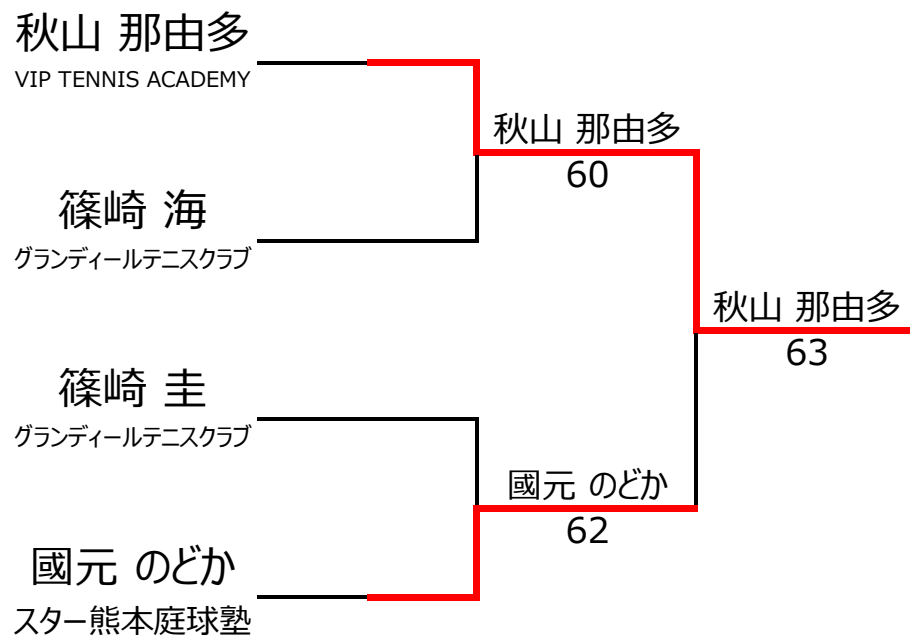 秋山 那由多
VIP TENNIS ACADEMY
秋山 那由多
60
篠崎 海
グランディールテニスクラブ
秋山 那由多
63
篠崎 圭
グランディールテニスクラブ
國元 のどか
62
國元 のどか
スター熊本庭球塾